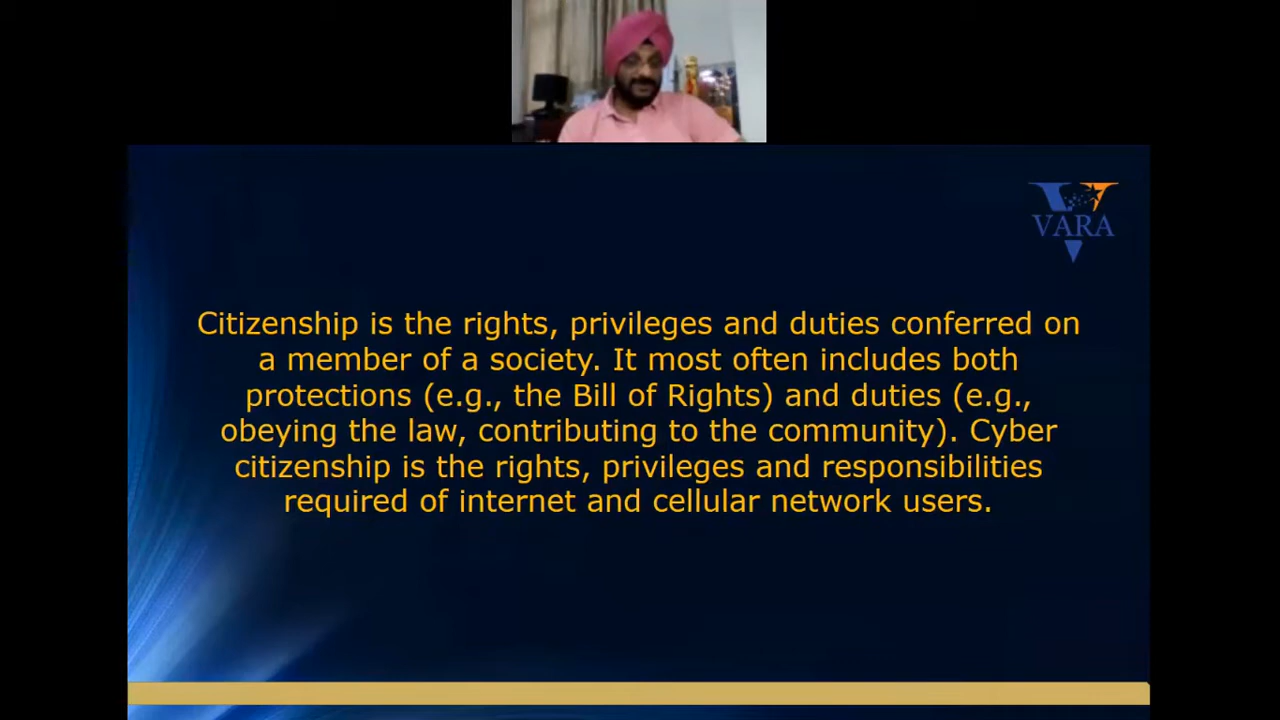 VARA
Citizenship is the rights, privileges and duties conferred on
a member of a society. It most often includes both
protections (e.g., the Bill of Rights) and duties (e.g.,
obeying the law, contributing to the community). Cyber
citizenship is the rights, privileges and responsibilities
required of internet and cellular network users.